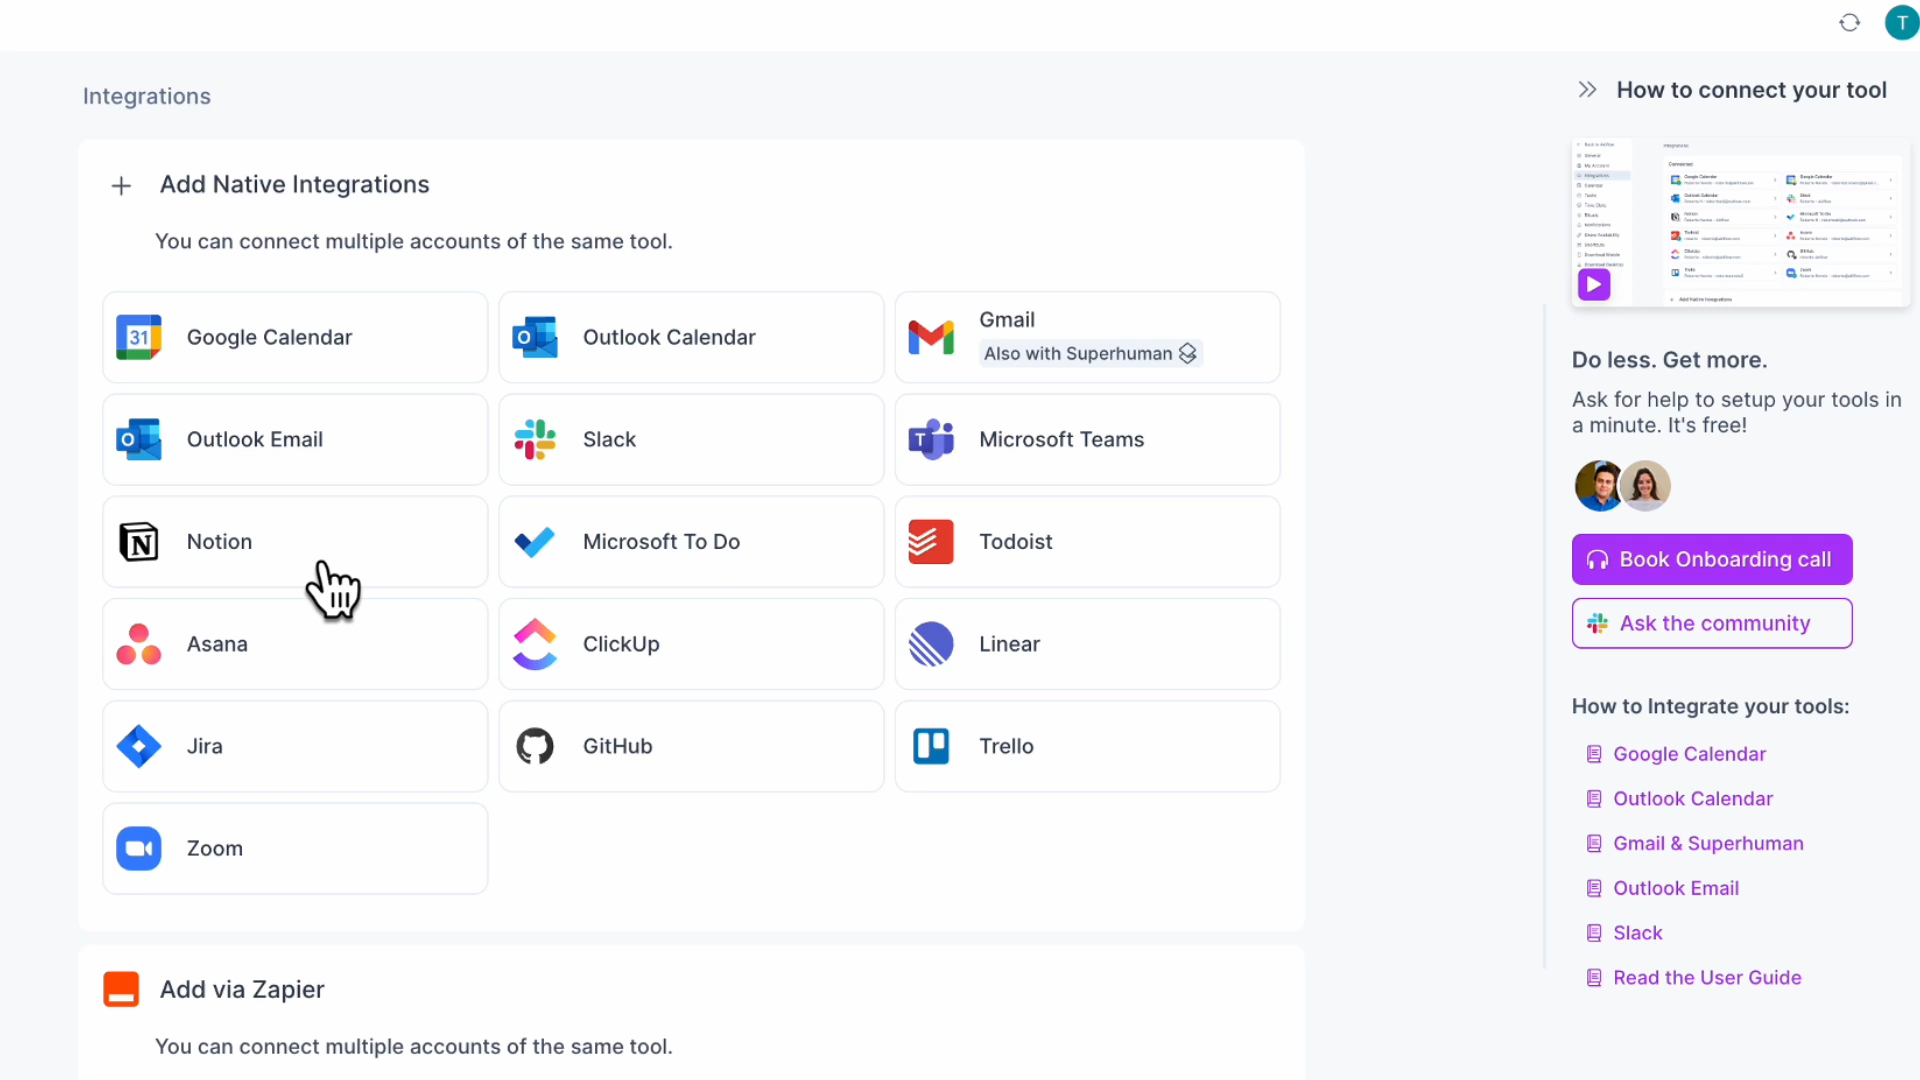 T
Integrations
Add Native Integrations
You can connect multiple accounts of the same tool.
31
Google Calendar
Outlook Calendar
Gmail
Also with Superhuman
Outlook Email
Slack
Microsoft Teams
Notion
Microsoft To Do
Todoist
Asana
ClickUp
Linear
Jira
GitHub
Trello
Zoom
Add via Zapier
You can connect multiple accounts of the same tool.
How to connect your tool
Do less. Get more.
Ask for help to setup your tools in
a minute. It's free!
Book Onboarding call
Ask the community
How to Integrate your tools:
Google Calendar
Outlook Calendar
Gmail & Superhuman
Outlook Email
Slack
Read the User Guide